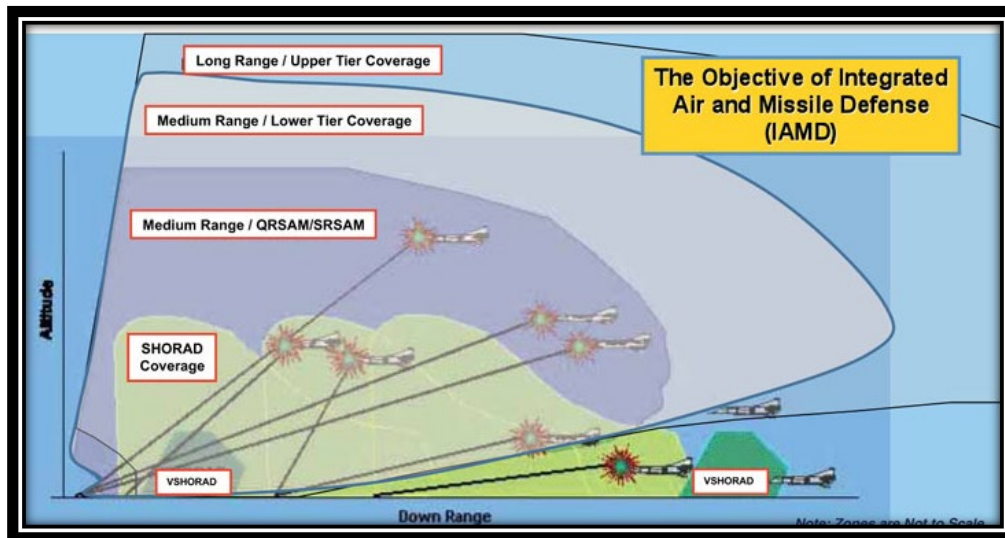 Long Range / Upper Tier Coverage
The Objective of Integrated
Air and Missile Defense
(IAMD)
Medium Range / Lower Tier Coverage
Medium Range / QRSAM/SRSAM
Altitude
SHORAD
Coverage
VSHORAD
VSHORAD
Down Range
Note: Zones are Not to Scale